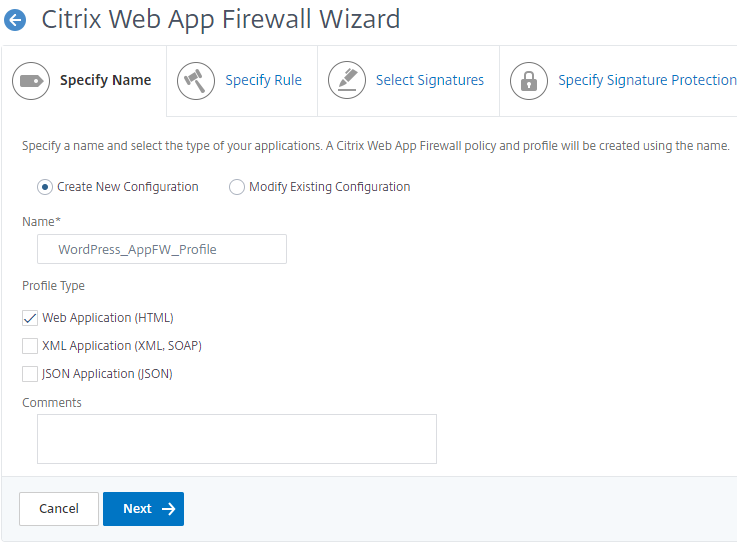 Citrix Web App Firewall Wizard
Specify Name
Specify Rule
Select Signatures
Specify Signature Protection
Specify a name and select the type of your applications. A Citrix Web App Firewall policy and profile will be created using the name.
Create New Configuration
Modify Existing Configuration
Name*
WordPress_AppFW_Profile
Profile Type
Web Application (HTML)
XML Application (XML, SOAP)
JSON Application (JSON)
Comments
Cancel
Next